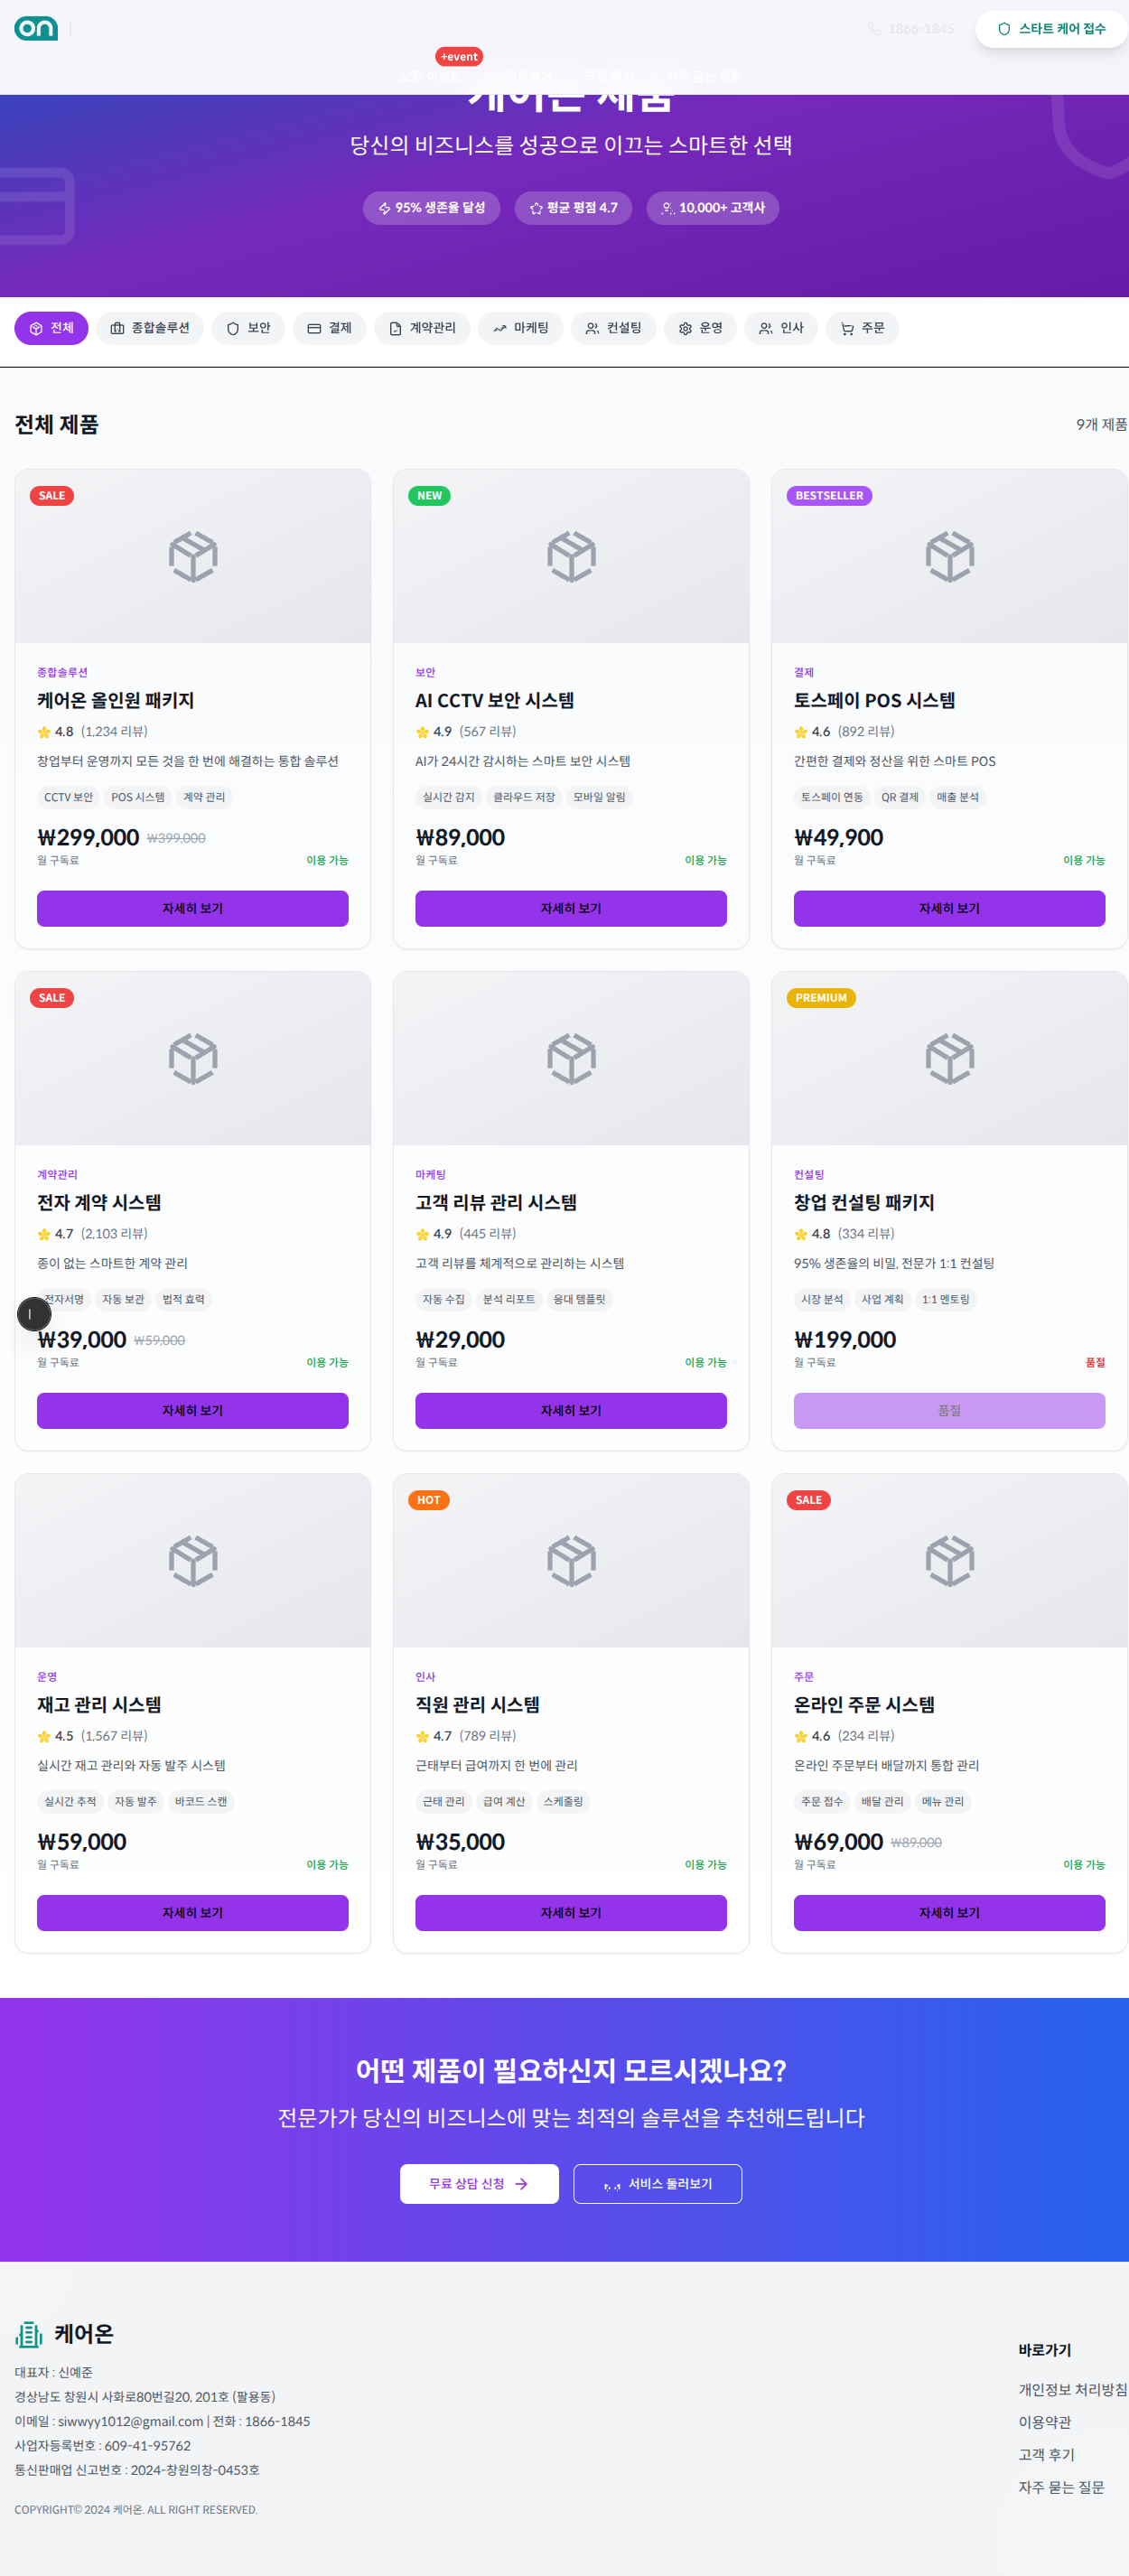 on
1866-1845
스타트 케어 접수
+event
오픈 이벤트 스타트케어 리얼 후기 자주 묻는 질문
케어온 제품
당신의 비즈니스를 성공으로 이끄는 스마트한 선택
95% 생존율 달성 평균 평점 4.7 10,000+ 고객사
전체 종합솔루션 보안 결제 계약관리 마케팅 컨설팅 운영 인사 주문
전체 제품
9개 제품
SALE
종합솔루션
케어온 올인원 패키지
4.8 (1,234 리뷰)
창업부터 운영까지 모든 것을 한 번에 해결하는 통합 솔루션
CCTV 보안 POS 시스템 계약 관리
₩299,000 ₩399,000
월 구독료 이용 가능
자세히 보기
NEW
보안
AI CCTV 보안 시스템
4.9 (567 리뷰)
AI가 24시간 감시하는 스마트 보안 시스템
실시간 감지 클라우드 저장 모바일 알림
₩89,000
월 구독료 이용 가능
자세히 보기
BESTSELLER
결제
토스페이 POS 시스템
4.6 (892 리뷰)
간편한 결제와 정산을 위한 스마트 POS
토스페이 연동 QR 결제 매출 분석
₩49,900
월 구독료 이용 가능
자세히 보기
SALE
계약관리
전자 계약 시스템
4.7 (2,103 리뷰)
종이 없는 스마트한 계약 관리
전자서명 자동 보관 법적 효력
₩39,000 ₩59,000
월 구독료 이용 가능
자세히 보기
마케팅
고객 리뷰 관리 시스템
4.9 (445 리뷰)
고객 리뷰를 체계적으로 관리하는 시스템
자동 수집 분석 리포트 응대 템플릿
₩29,000
월 구독료 이용 가능
자세히 보기
PREMIUM
컨설팅
창업 컨설팅 패키지
4.8 (334 리뷰)
95% 생존율의 비밀, 전문가 1:1 컨설팅
시장 분석 사업 계획 1:1 멘토링
₩199,000
월 구독료 품절
품절
운영
재고 관리 시스템
4.5 (1,567 리뷰)
실시간 재고 관리와 자동 발주 시스템
실시간 추적 자동 발주 바코드 스캔
₩59,000
월 구독료 이용 가능
자세히 보기
HOT
인사
직원 관리 시스템
4.7 (789 리뷰)
근태부터 급여까지 한 번에 관리
근태 관리 급여 계산 스케줄링
₩35,000
월 구독료 이용 가능
자세히 보기
SALE
주문
온라인 주문 시스템
4.6 (234 리뷰)
온라인 주문부터 배달까지 통합 관리
주문 접수 배달 관리 메뉴 관리
₩69,000 ₩89,000
월 구독료 이용 가능
자세히 보기
어떤 제품이 필요하신지 모르시겠나요?
전문가가 당신의 비즈니스에 맞는 최적의 솔루션을 추천해드립니다
무료 상담 신청 서비스 둘러보기
케어온
대표자 : 신예준
경상남도 창원시 사화로80번길20, 201호 (팔용동)
이메일 : siwwyy1012@gmail.com | 전화 : 1866-1845
사업자등록번호 : 609-41-95762
통신판매업 신고번호 : 2024-창원의창-0453호
COPYRIGHT© 2024 케어온. ALL RIGHT RESERVED.
바로가기
개인정보 처리방침
이용약관
고객 후기
자주 묻는 질문